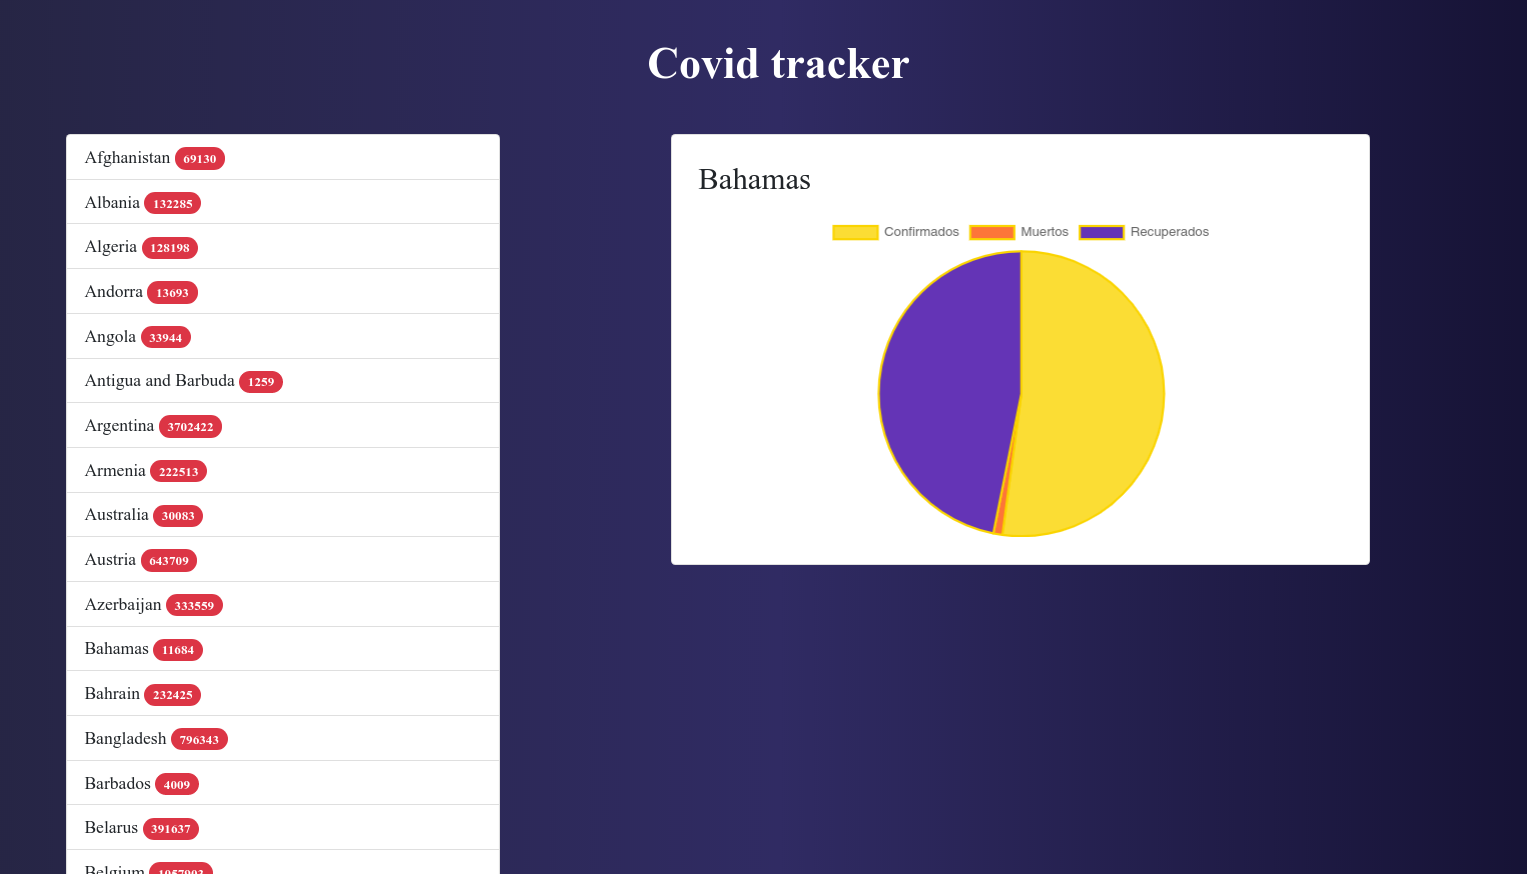 Covid tracker
Afghanistan 69130
Albania 132285
Algeria 128198
Andorra 13693
Angola 33944
Antigua and Barbuda 1259
Argentina 3702422
Armenia 222513
Australia 30083
Austria 643709
Azerbaijan 333559
Bahamas 11684
Bahrain 232425
Bangladesh 796343
Barbados 4009
Belarus 391637
Belgium
Bahamas
Confirmados Muertos Recuperados